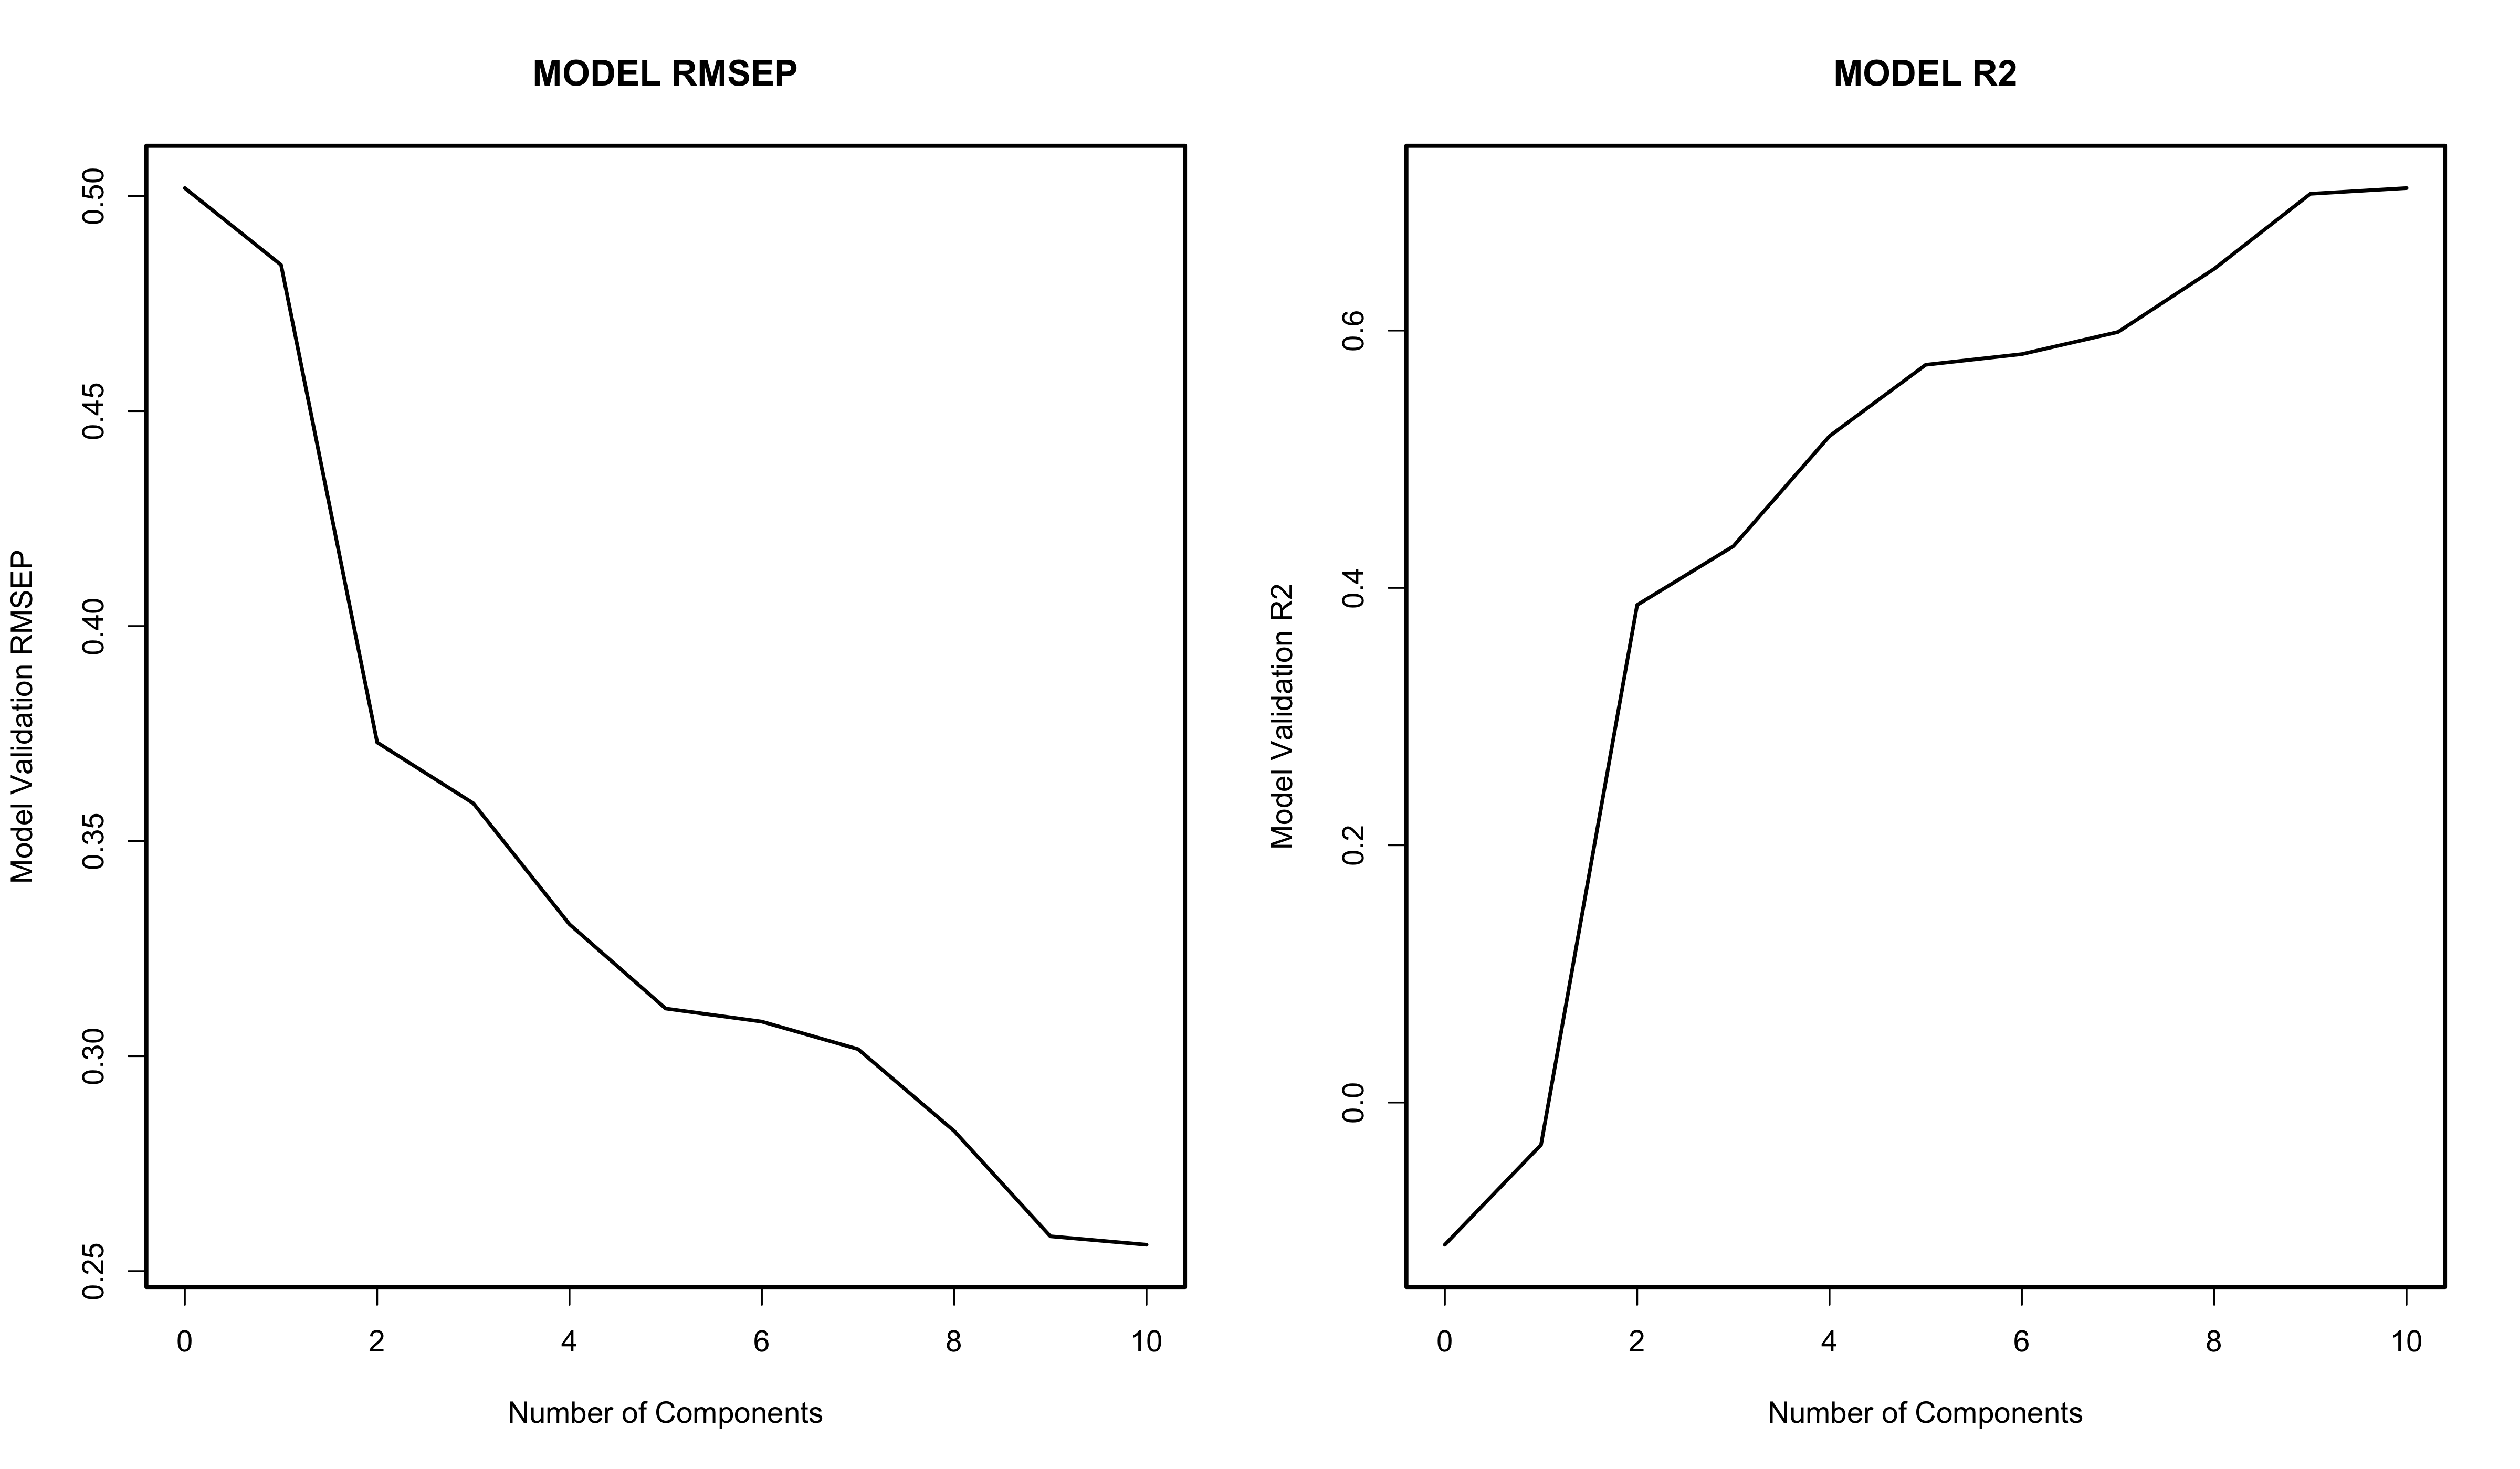 MODEL RMSEP
Model Validation RMSEP
0.50
0.45
0.40
0.35
0.30
0.25
0 2 4 6 8 10
Number of Components
MODEL R2
Model Validation R2
0.6
0.4
0.2
0.0
0 2 4 6 8 10
Number of Components